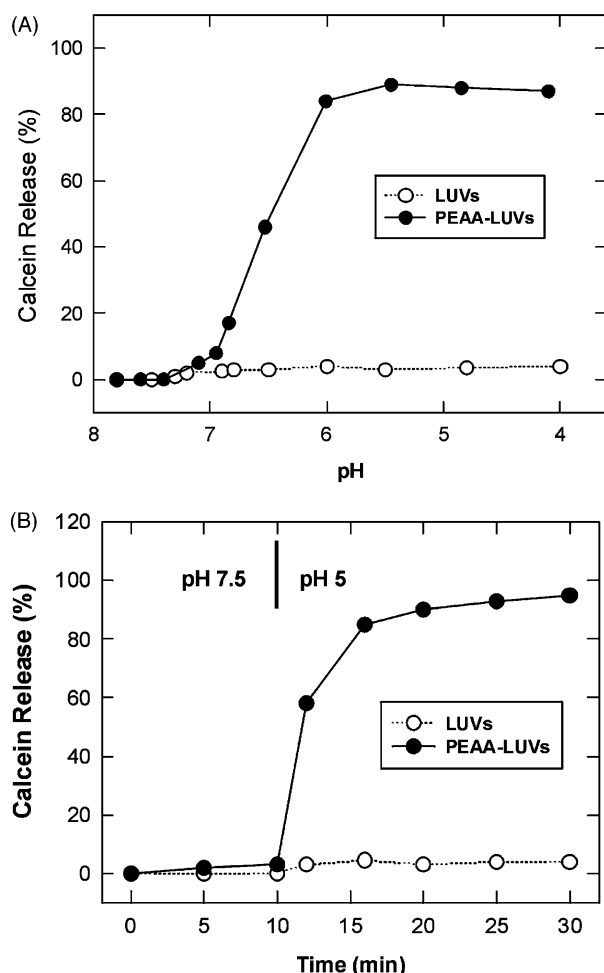 (A)
100
80
60
40
20
0
Calcein Release (%)
LUVs
PEAA-LUVs
8 7 6 5 4
pH
(B)
120
100
80
60
40
20
0
Calcein Release (%)
pH 7.5 pH 5
LUVs
PEAA-LUVs
0 5 10 15 20 25 30
Time (min)